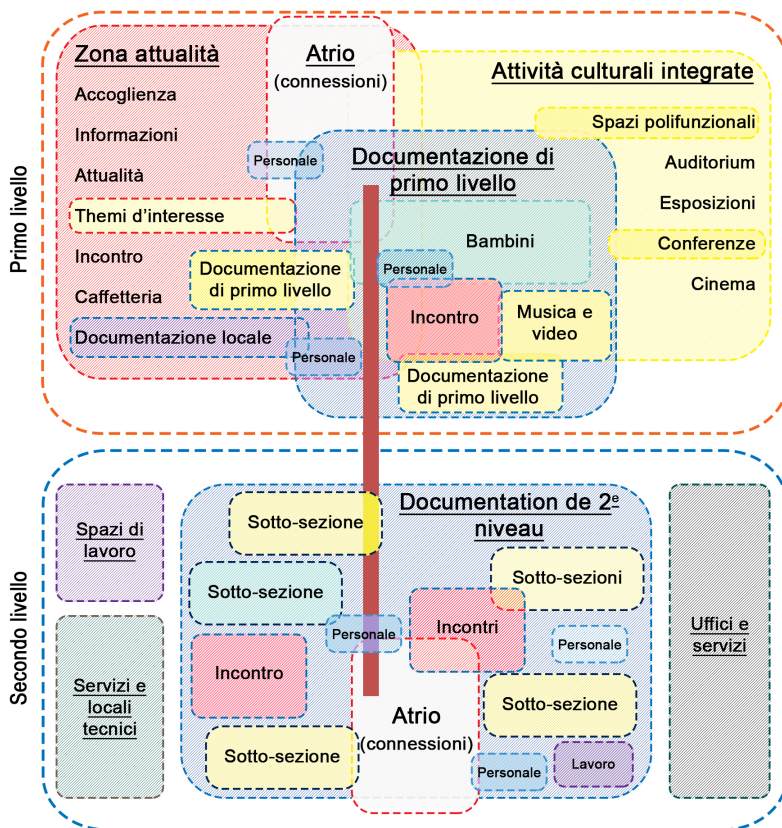 Primo livello
Zona attualità
Accoglienza
Informazioni
Attualità
Themi d'interesse
Incontro
Caffetteria
Documentazione locale
Atrio
(connessioni)
Personale
Documentazione
di primo livello
Personale
Attività culturali integrate
Spazi polifunzionali
Auditorium
Esposizioni
Conferenze
Cinema
Documentazione di
primo livello
Bambini
Personale
Incontro
Musica e
video
Documentazione
di primo livello
Secondo livello
Spazi di
lavoro
Servizi e
locali
tecnici
Documentation de 2e
niveau
Sotto-sezione
Sotto-sezione
Incontro
Sotto-sezione
Personale
Atrio
(connessioni)
Sotto-sezioni
Incontri
Personale
Sotto-sezione
Personale
Lavoro
Uffici e
servizi